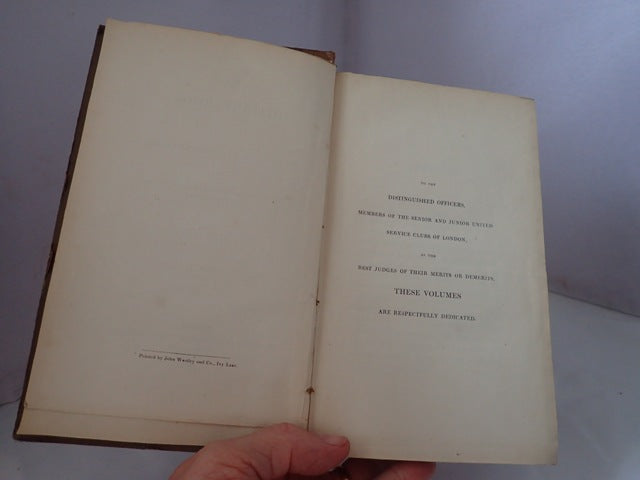 Printed by John Westley and Co., Ivy Lane.
TO THE
DISTINGUISHED OFFICERS,
MEMBERS OF THE SENIOR AND JUNIOR UNITED
SERVICE CLUBS OF LONDON,
AS THE
BEST JUDGES OF THEIR MERITS OR DEMERITS,
THESE VOLUMES
ARE RESPECTFULLY DEDICATED.